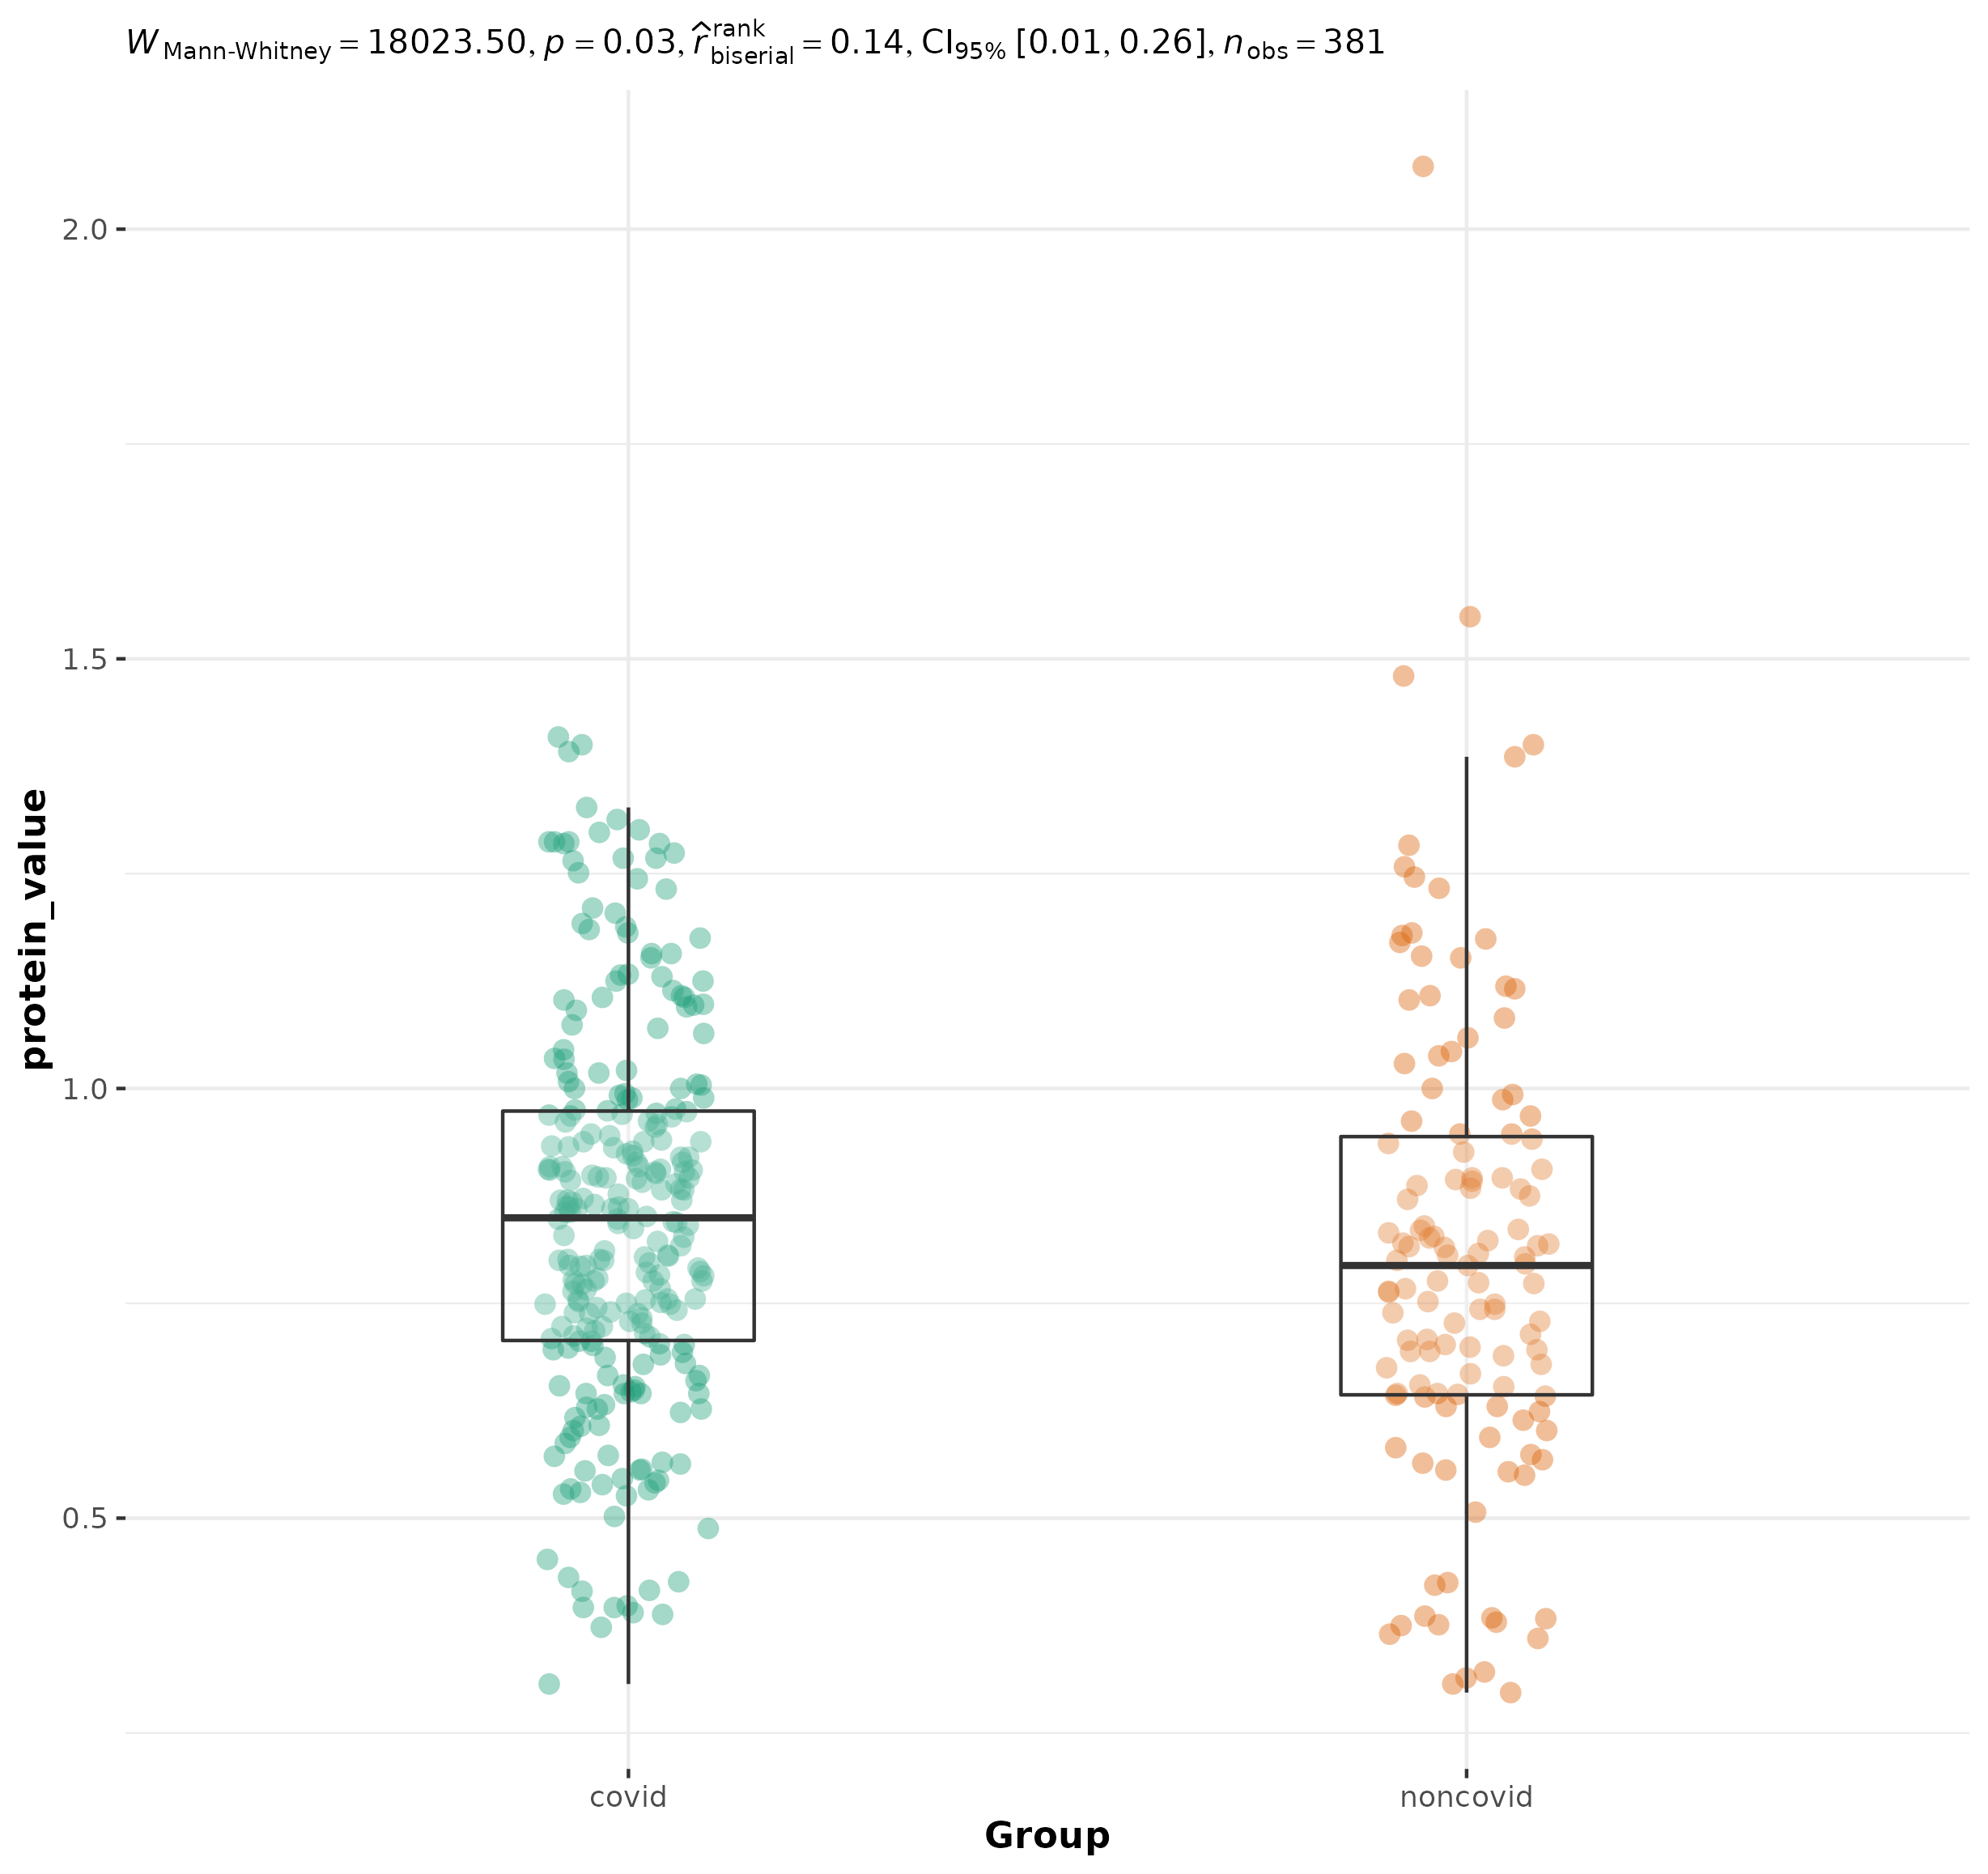 W Mann-Whitney = 18023.50, p = 0.03, r̂ rank biserial = 0.14, CI95% [0.01, 0.26], nobs = 381
2.0
1.5
1.0
0.5
protein_value
covid noncovid
Group